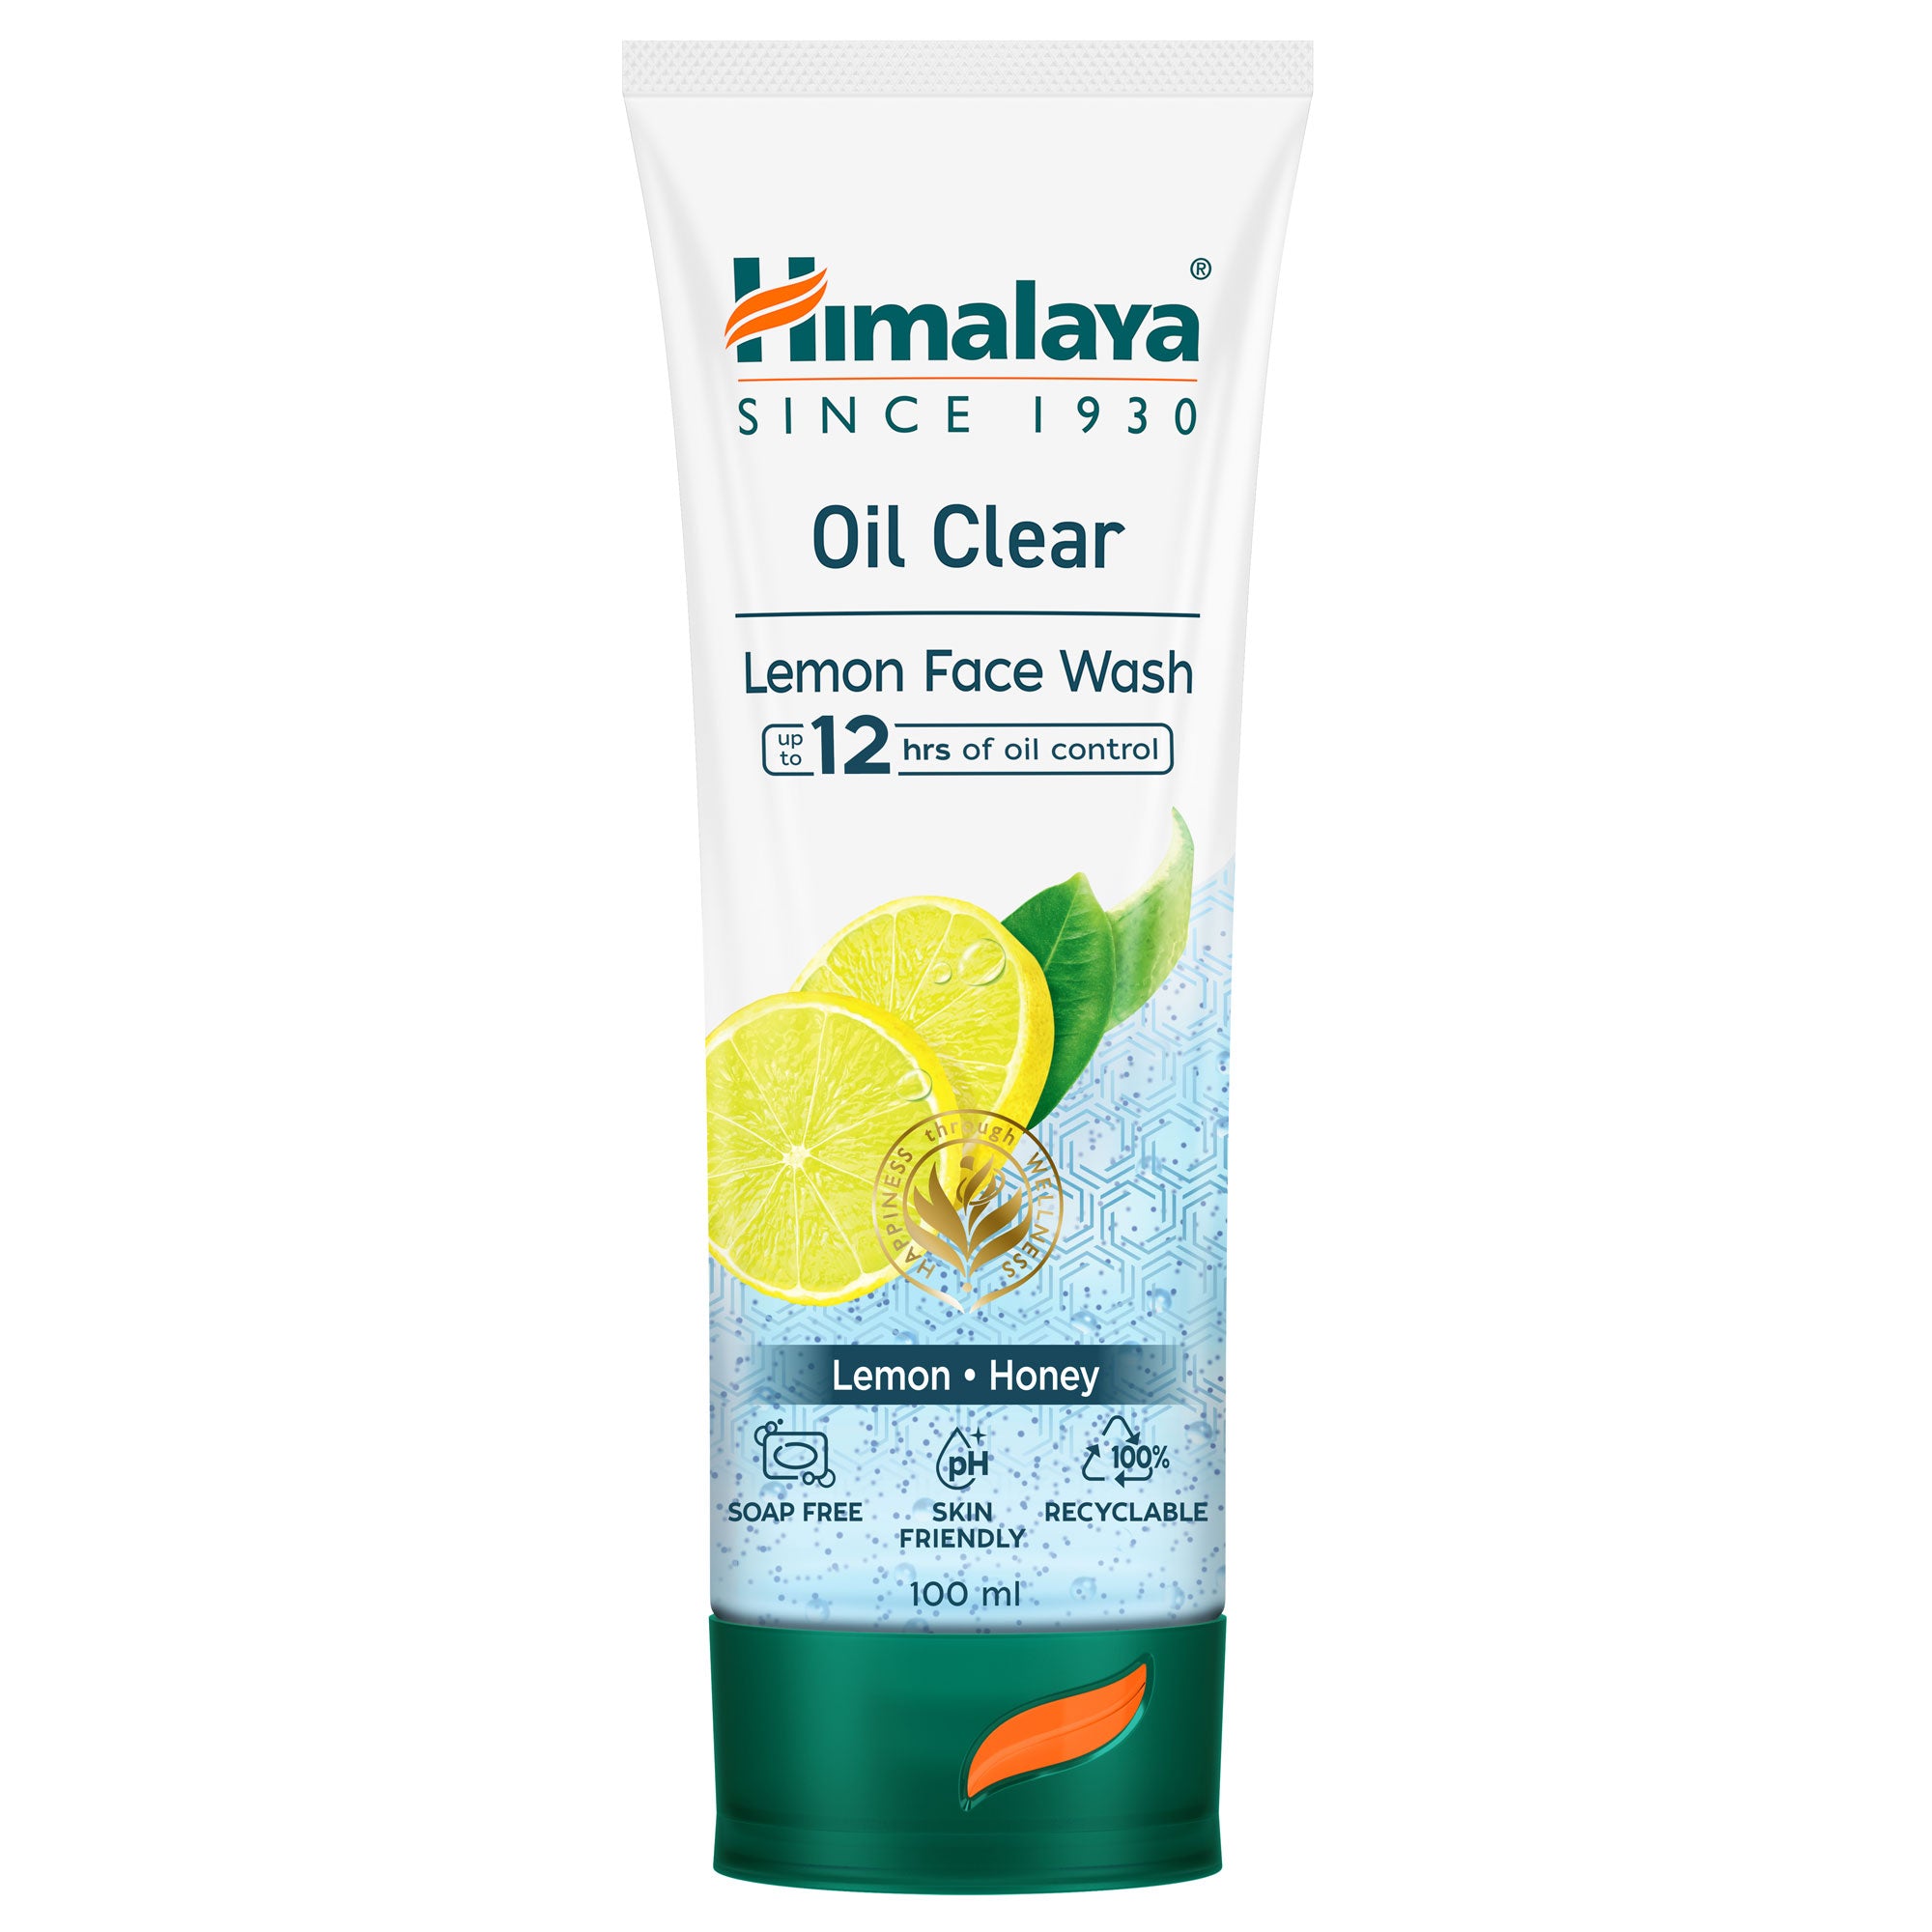 Himalaya®
SINCE 1930
Oil Clear
Lemon Face Wash
up to 12 hrs of oil control
HAPPINESS through WELLNESS
Lemon • Honey
pH
100%
SOAP FREE
SKIN FRIENDLY
RECYCLABLE
100 ml